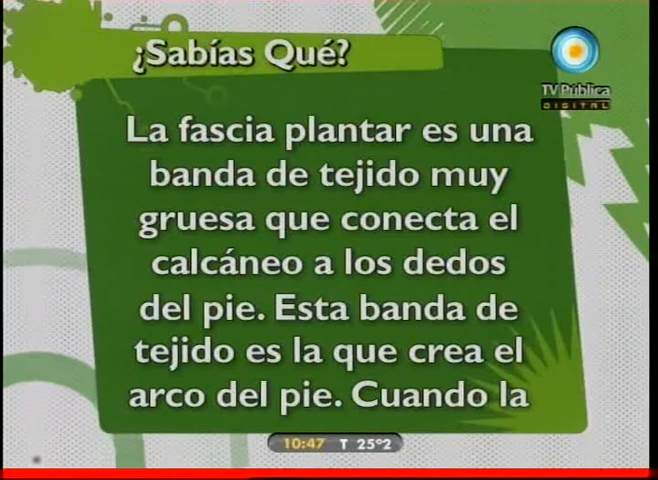 ¿Sabías Qué?
TV Pública
DIGITAL
La fascia plantar es una
banda de tejido muy
gruesa que conecta el
calcáneo a los dedos
del pie. Esta banda de
tejido es la que crea el
arco del pie. Cuando la
10:47 T 25°2